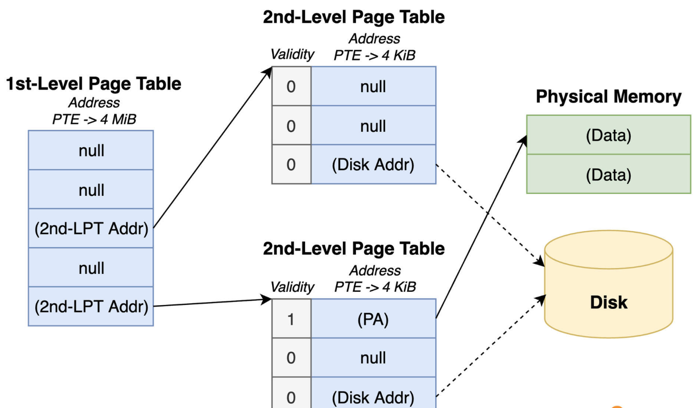 1st-Level Page Table
Address
PTE -> 4 MiB
null
null
(2nd-LPT Addr)
null
(2nd-LPT Addr)
2nd-Level Page Table
Validity
Address
PTE -> 4 KiB
0
null
0
null
0
(Disk Addr)
2nd-Level Page Table
Validity
Address
PTE -> 4 KiB
1
(PA)
0
null
0
(Disk Addr)
Physical Memory
(Data)
(Data)
Disk